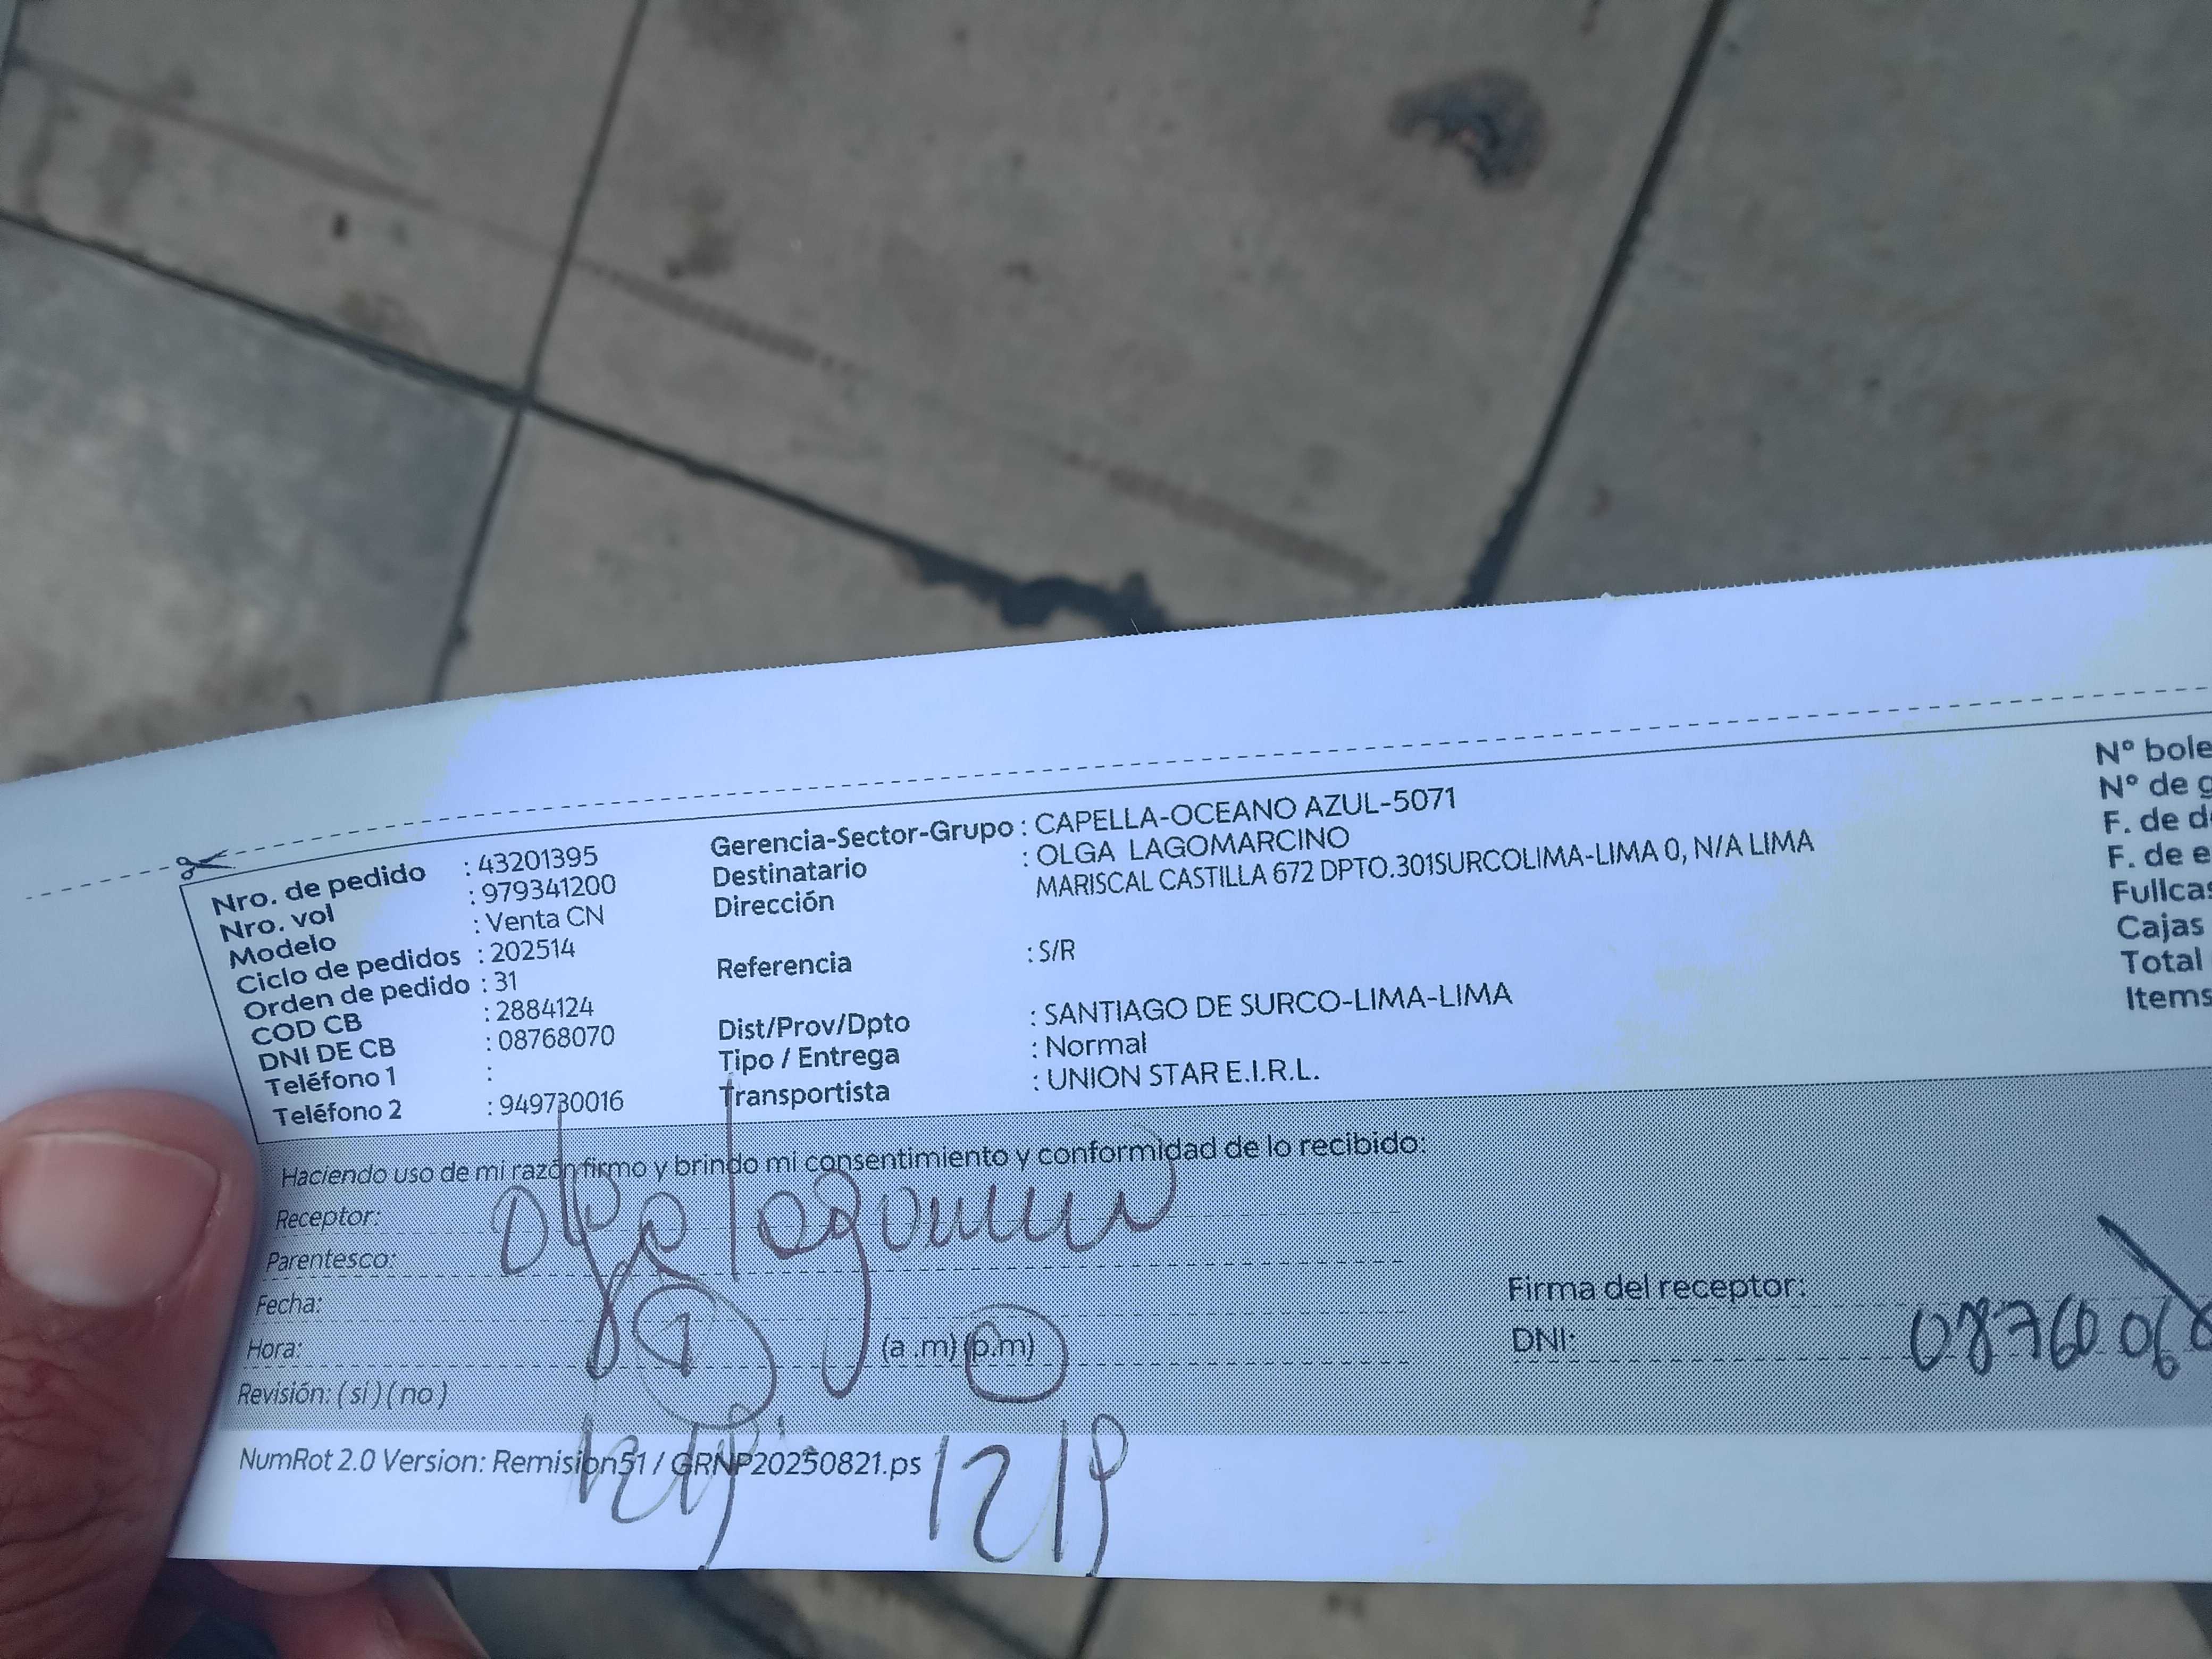 Nro. de pedido : 43201395
Nro. vol : 979341200
Modelo : Venta CN
Ciclo de pedidos : 202514
Orden de pedido : 31
COD CB : 2884124
DNI DE CB : 08768070
Teléfono 1 :
Teléfono 2 : 949730016
Gerencia-Sector-Grupo : CAPELLA-OCEANO AZUL-5071
Destinatario : OLGA LAGOMARCINO
Dirección MARISCAL CASTILLA 672 DPTO.301SURCOLIMA-LIMA 0, N/A LIMA
Referencia : S/R
Dist/Prov/Dpto : SANTIAGO DE SURCO-LIMA-LIMA
Tipo / Entrega : Normal
Transportista : UNION STAR E.I.R.L.
N° bole
N° de g
F. de d
F. de e
Fullcas
Cajas
Total
Items
Haciendo uso de mi razón firmo y brindo mi consentimiento y conformidad de lo recibido:
Receptor:
Parentesco:
Fecha:
Hora: 1 (a .m) (p.m)
Revisión: ( si ) ( no )
Firma del receptor:
DNI:
NumRot 2.0 Version: Remision51 / GRNP20250821.ps